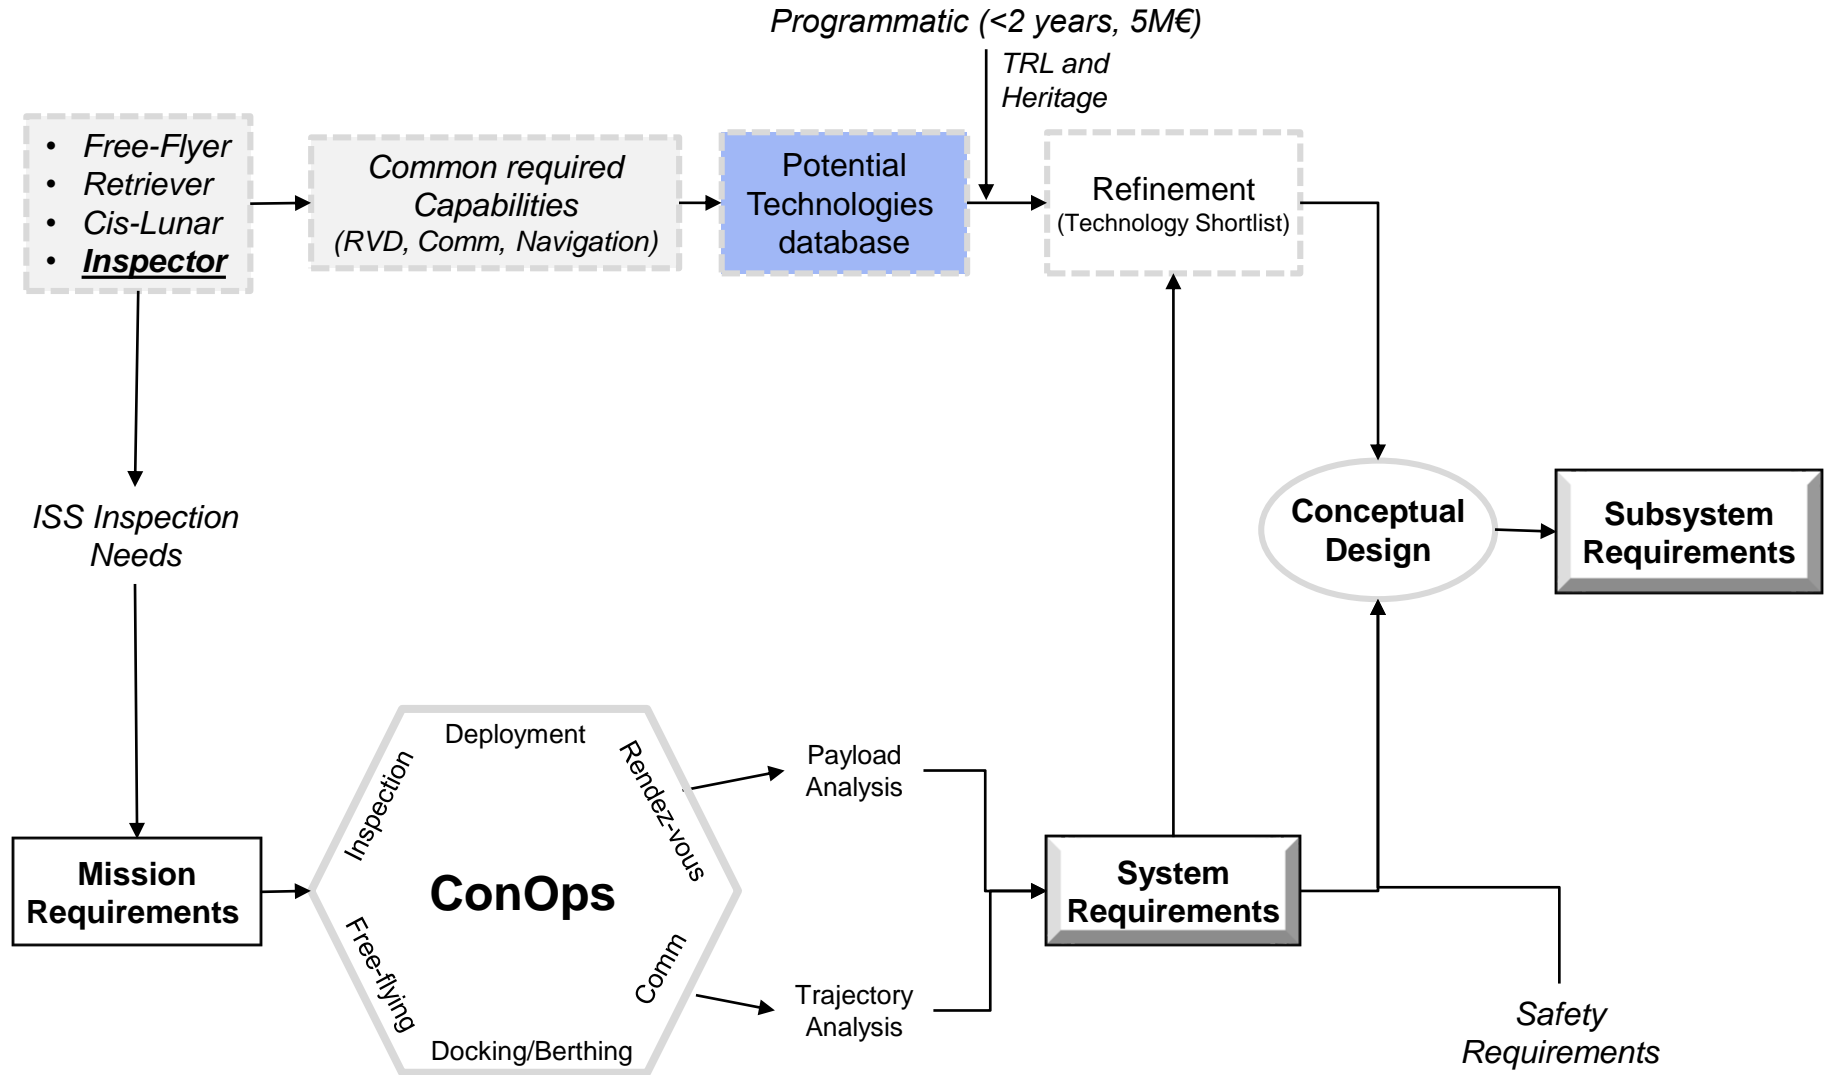 Programmatic (<2 years, 5M€)
TRL and
Heritage
• Free-Flyer
• Retriever
• Cis-Lunar
• Inspector
Common required
Capabilities
(RVD, Comm, Navigation)
Potential
Technologies
database
Refinement
(Technology Shortlist)
ISS Inspection
Needs
Conceptual
Design
Subsystem
Requirements
Mission
Requirements
Deployment
Inspection
Rendez-vous
ConOps
Free-flying
Comm
Docking/Berthing
Payload
Analysis
Trajectory
Analysis
System
Requirements
Safety
Requirements